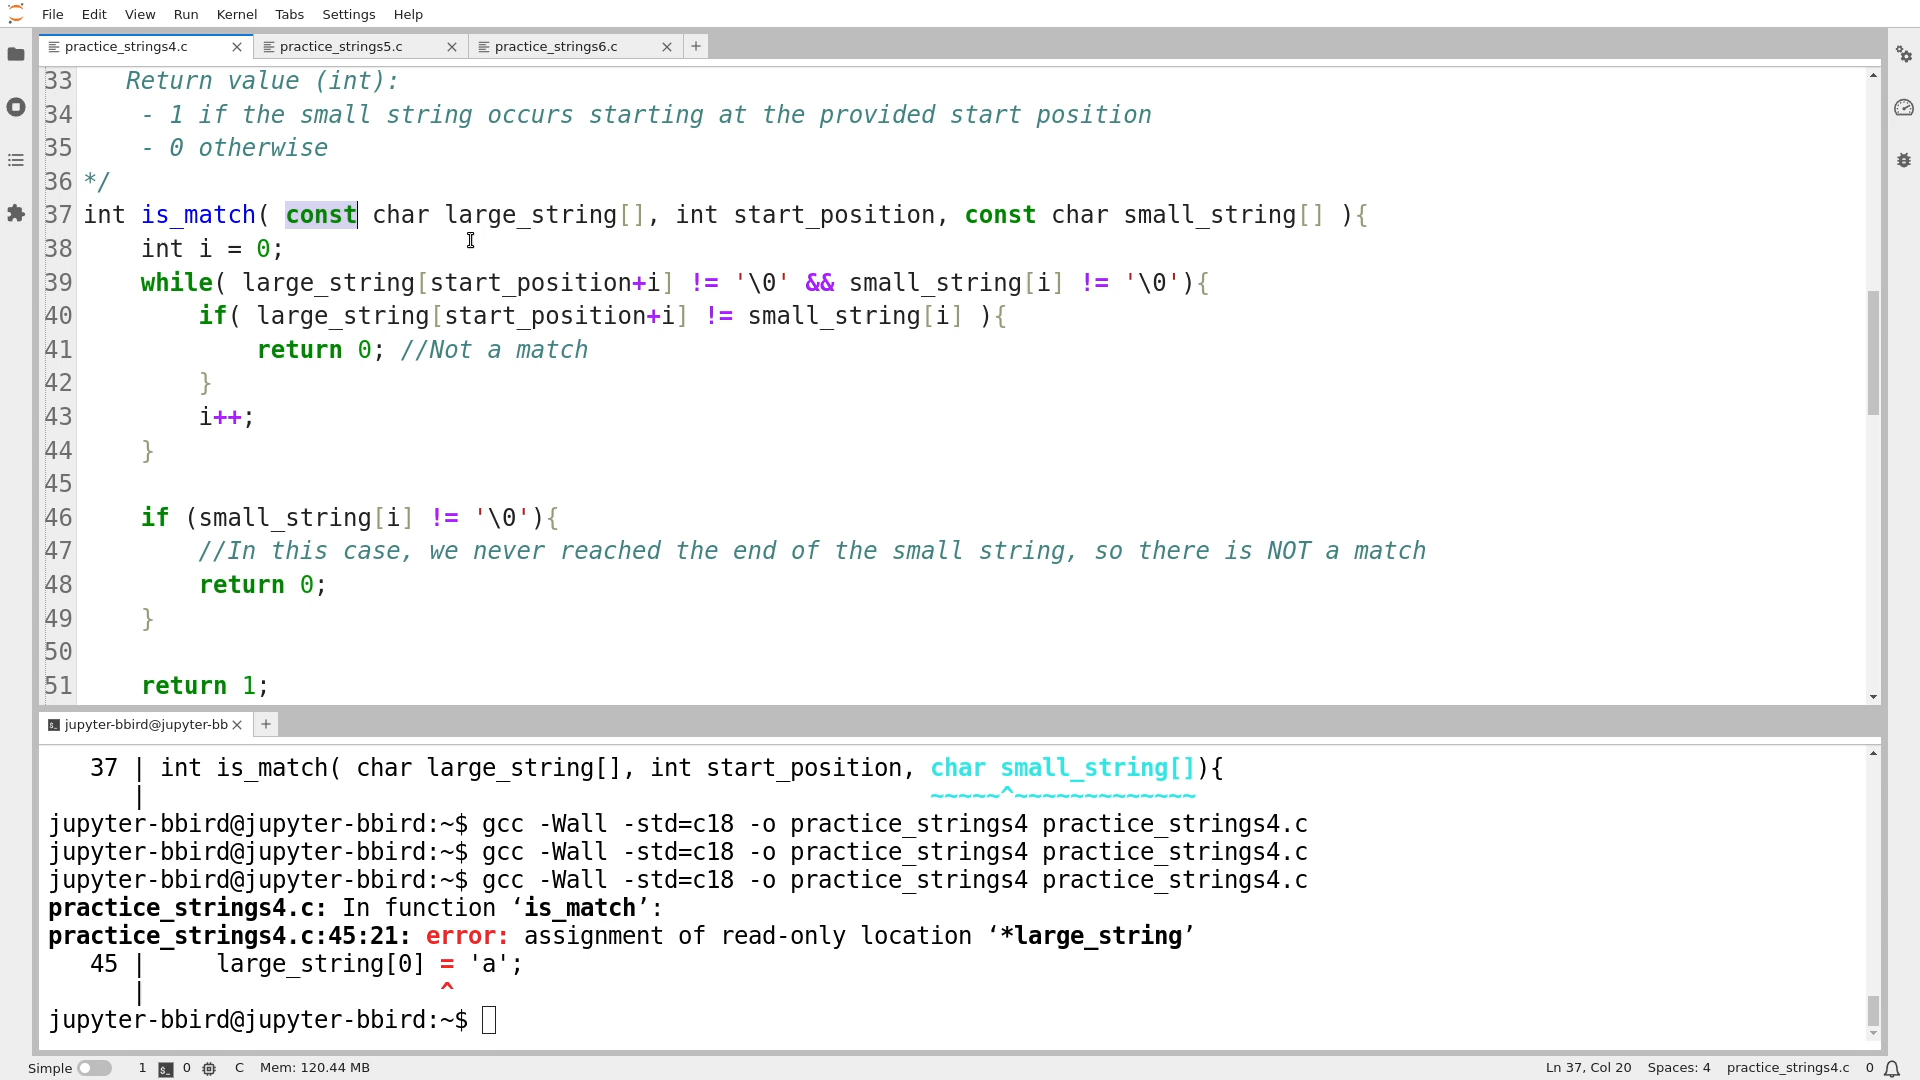 File Edit View Run Kernel Tabs Settings Help
practice_strings4.c practice_strings5.c practice_strings6.c
33    Return value (int):
34     - 1 if the small string occurs starting at the provided start position
35     - 0 otherwise
36 */
37 int is_match( const char large_string[], int start_position, const char small_string[] ){
38     int i = 0;
39     while( large_string[start_position+i] != '\0' && small_string[i] != '\0'){
40         if( large_string[start_position+i] != small_string[i] ){
41             return 0; //Not a match
42         }
43         i++;
44     }
45
46     if (small_string[i] != '\0'){
47         //In this case, we never reached the end of the small string, so there is NOT a match
48         return 0;
49     }
50
51     return 1;
jupyter-bbird@jupyter-bb
   37 | int is_match( char large_string[], int start_position, char small_string[]){
      |                                                        ~~~~~^~~~~~~~~~~~~~
jupyter-bbird@jupyter-bbird:~$ gcc -Wall -std=c18 -o practice_strings4 practice_strings4.c
jupyter-bbird@jupyter-bbird:~$ gcc -Wall -std=c18 -o practice_strings4 practice_strings4.c
jupyter-bbird@jupyter-bbird:~$ gcc -Wall -std=c18 -o practice_strings4 practice_strings4.c
practice_strings4.c: In function ‘is_match’:
practice_strings4.c:45:21: error: assignment of read-only location ‘*large_string’
   45 |     large_string[0] = 'a';
      |                     ^
jupyter-bbird@jupyter-bbird:~$
Simple 1 0 C Mem: 120.44 MB Ln 37, Col 20 Spaces: 4 practice_strings4.c 0